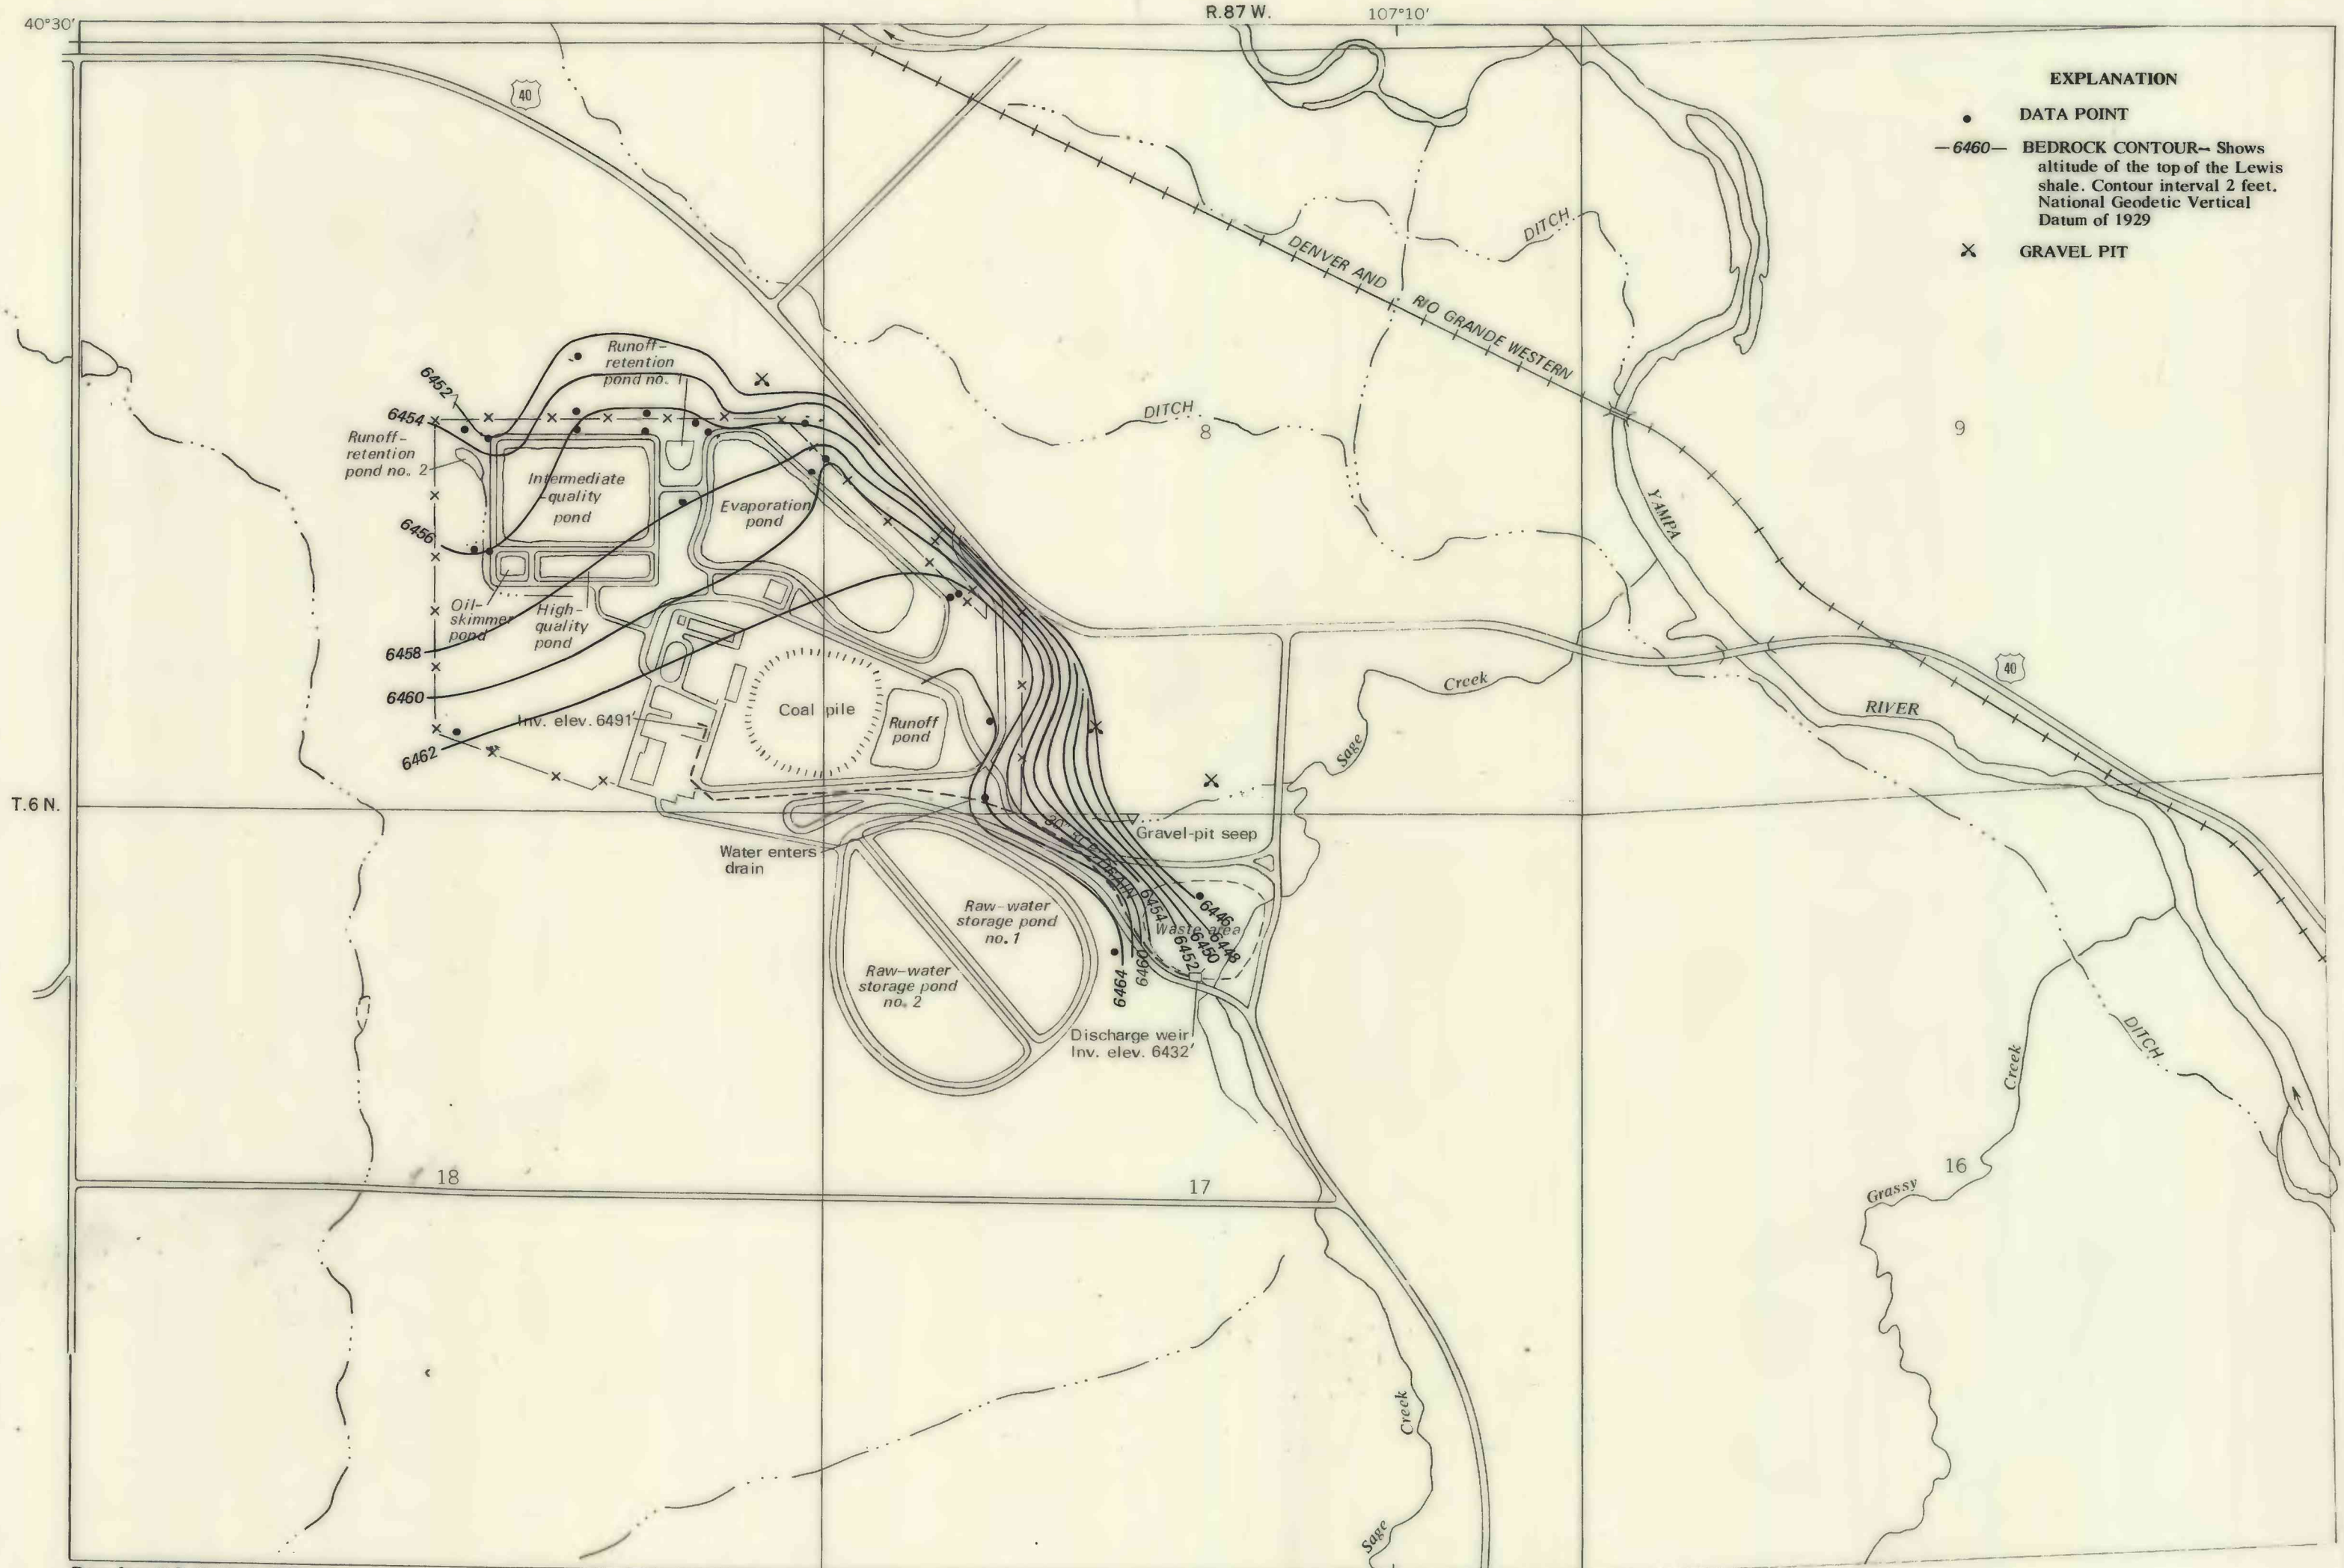 40°30′
R.87 W.
107°10′
40
EXPLANATION
DATA POINT
—6460— BEDROCK CONTOUR— Shows
altitude of the top of the Lewis
shale. Contour interval 2 feet.
National Geodetic Vertical
Datum of 1929
GRAVEL PIT
DITCH
DENVER AND RIO GRANDE WESTERN
Runoff-
retention
pond no. 1
6452
6454
Runoff-
retention
pond no. 2
DITCH
8
9
Intermediate
-quality
pond
Evaporation
pond
YAMPA
6456
Oil-
skimmer
pond
High-
quality
pond
6458
40
6460
Creek
RIVER
Inv. elev. 6491′
Coal pile
Runoff
pond
Sage
6462
T.6 N.
Gravel-pit seep
Water enters
drain
6454
6446
Waste area
6448
6450
6452
6460
6464
Raw-water
storage pond
no. 1
Raw-water
storage pond
no. 2
Discharge weir
Inv. elev. 6432′
DITCH
Creek
18
17
16
Grassy
Creek
Sage